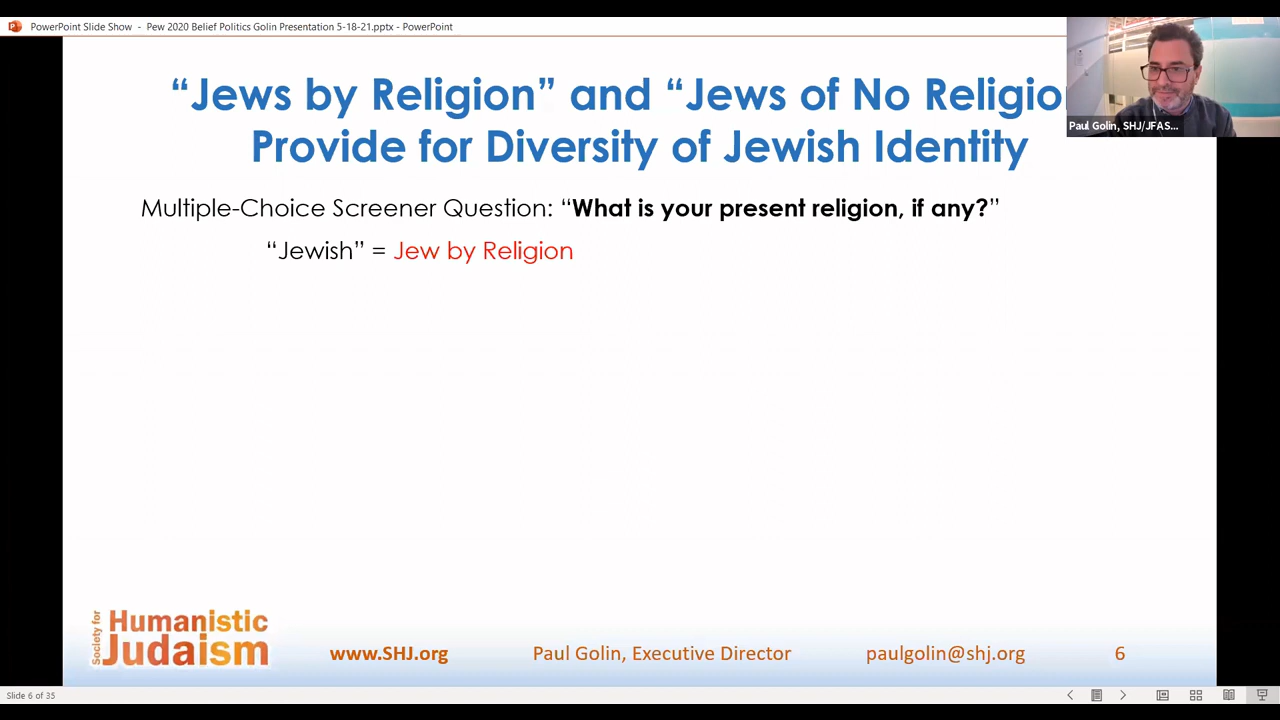 PowerPoint Slide Show - Pew 2020 Belief Politics Golin Presentation 5-18-21.pptx - PowerPoint
“Jews by Religion” and “Jews of No Religio
Provide for Diversity of Jewish Identity
Paul Golin, SHJ/JFAS...
Multiple-Choice Screener Question: “What is your present religion, if any?”
“Jewish” = Jew by Religion
Society for
Humanistic
Judaism
www.SHJ.org
Paul Golin, Executive Director
paulgolin@shj.org
6
Slide 6 of 35